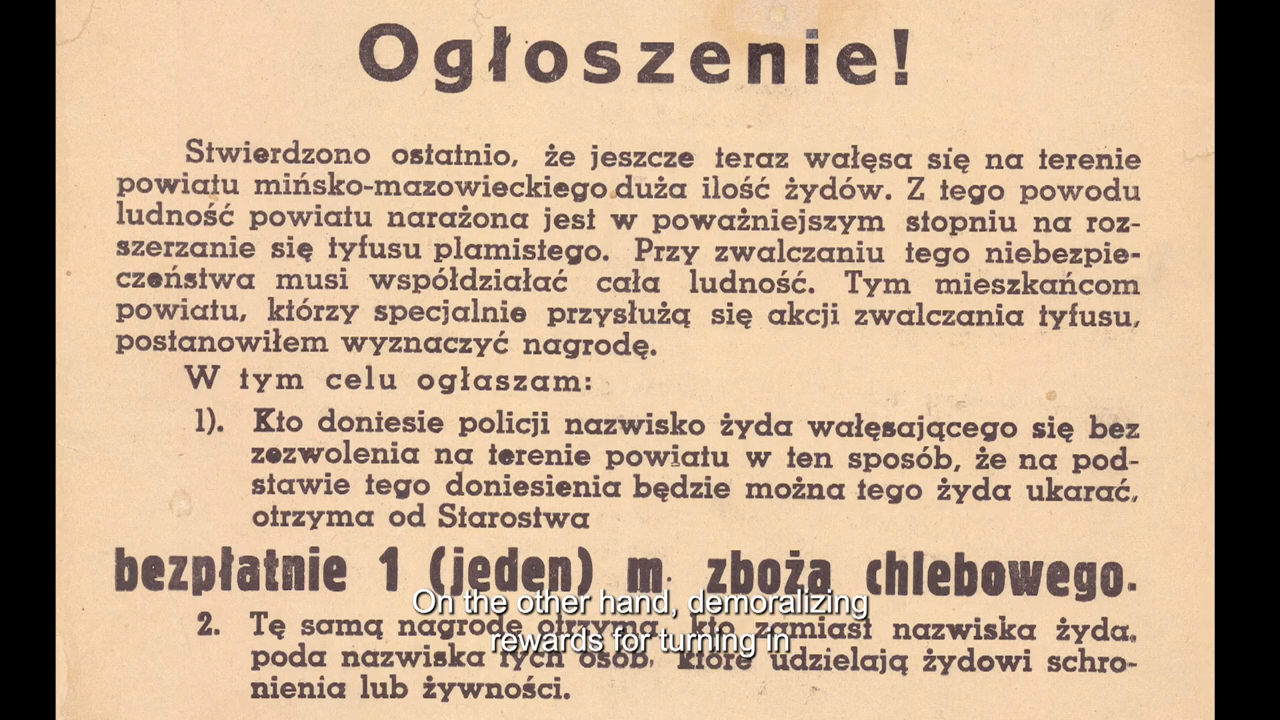 Ogłoszenie!
Stwierdzono ostatnio, że jeszcze teraz wałęsa się na terenie
powiatu mińsko-mazowieckiego duża ilość żydów. Z tego powodu
ludność powiatu narażona jest w poważniejszym stopniu na roz-
szerzanie się tyfusu plamistego. Przy zwalczaniu tego niebezpie-
czeństwa musi współdziałać cała ludność. Tym mieszkańcom
powiatu, którzy specjalnie przysłużą się akcji zwalczania tyfusu,
postanowiłem wyznaczyć nagrodę.
W tym celu ogłaszam:
1). Kto doniesie policji nazwisko żyda wałęsającego się bez
zezwolenia na terenie powiatu w ten sposób, że na pod-
stawie tego doniesienia będzie można tego żyda ukarać,
otrzyma od Starostwa
bezpłatnie 1 (jeden) m. zboża chlebowego.
On the other hand, demoralizing
2. Tę samą nagrodę otrzyma, kto zamiast nazwiska żyda,
rewards for turning in
poda nazwiska tych osób, które udzielają żydowi schro-
nienia lub żywności.